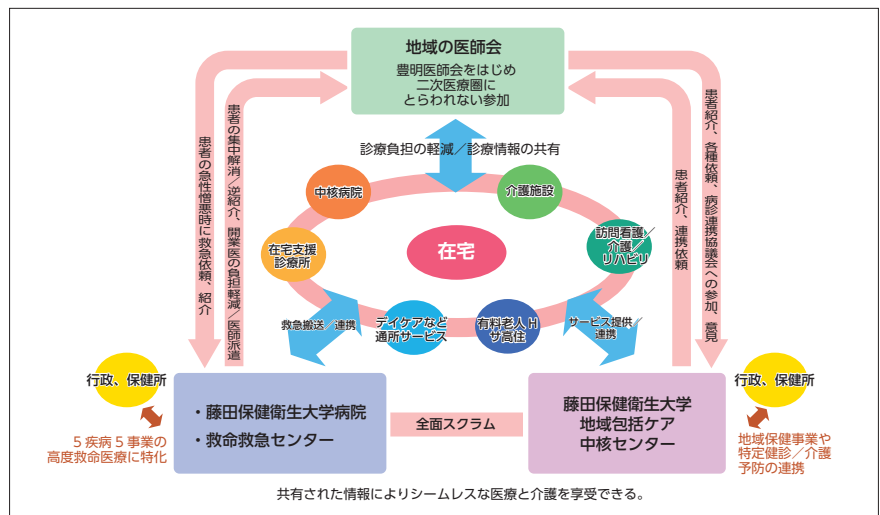 地域の医師会
豊明医師会をはじめ
二次医療圏に
とらわれない参加
診療負担の軽減／診療情報の共有
患者の急性憎悪時に救急依頼、紹介
患者の集中解消／逆紹介、開業医の負担軽減／医師派遣
患者紹介、連携依頼
患者紹介、各種依頼、病診連携協議会への参加、意見
中核病院
介護施設
在宅支援
診療所
在宅
訪問看護／
介護／
リハビリ
救急搬送／連携
デイケアなど
通所サービス
有料老人 H
サ高住
サービス提供／
連携
行政、保健所
行政、保健所
・藤田保健衛生大学病院
・救命救急センター
全面スクラム
藤田保健衛生大学
地域包括ケア
中核センター
5 疾病 5 事業の
高度救命医療に特化
地域保健事業や
特定健診／介護
予防の連携
共有された情報によりシームレスな医療と介護を享受できる。